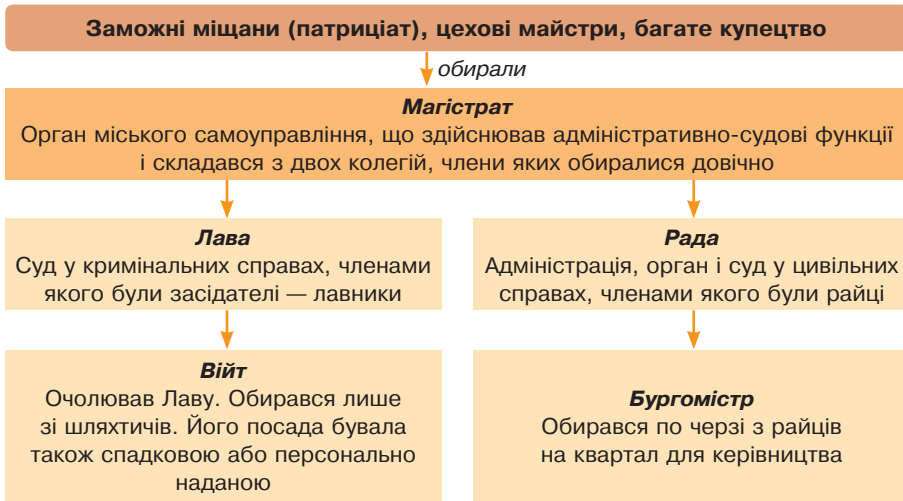 Заможні міщани (патриціат), цехові майстри, багате купецтво
обирали
Магістрат
Орган міського самоуправління, що здійснював адміністративно-судові функції
і складався з двох колегій, члени яких обиралися довічно
Лава
Суд у кримінальних справах, членами
якого були засідателі — лавники
Рада
Адміністрація, орган і суд у цивільних
справах, членами якого були райці
Війт
Очолював Лаву. Обирався лише
зі шляхтичів. Його посада бувала
також спадковою або персонально
наданою
Бургомістр
Обирався по черзі з райців
на квартал для керівництва